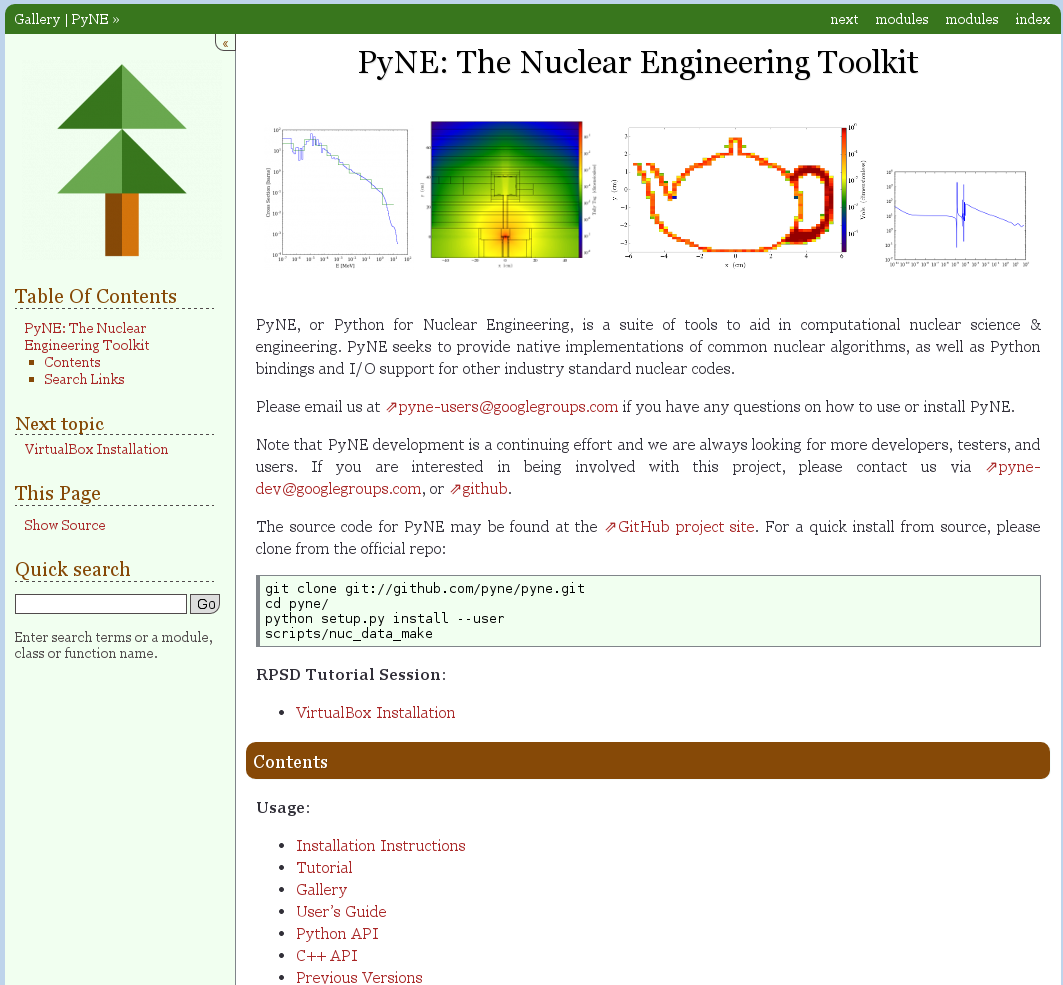 Gallery | PyNE »
next modules modules index
«
PyNE: The Nuclear Engineering Toolkit
Table Of Contents
PyNE: The Nuclear
Engineering Toolkit
Contents
Search Links
Next topic
VirtualBox Installation
This Page
Show Source
Quick search
Go
Enter search terms or a module,
class or function name.
Cross Section [barns]
E [MeV]
x (cm)
y (cm)
x (cm)
PyNE, or Python for Nuclear Engineering, is a suite of tools to aid in computational nuclear science &
engineering. PyNE seeks to provide native implementations of common nuclear algorithms, as well as Python
bindings and I/O support for other industry standard nuclear codes.
Please email us at ⇗pyne-users@googlegroups.com if you have any questions on how to use or install PyNE.
Note that PyNE development is a continuing effort and we are always looking for more developers, testers, and
users. If you are interested in being involved with this project, please contact us via ⇗pyne-
dev@googlegroups.com, or ⇗github.
The source code for PyNE may be found at the ⇗GitHub project site. For a quick install from source, please
clone from the official repo:
git clone git://github.com/pyne/pyne.git
cd pyne/
python setup.py install --user
scripts/nuc_data_make
RPSD Tutorial Session:
VirtualBox Installation
Contents
Usage:
Installation Instructions
Tutorial
Gallery
User's Guide
Python API
C++ API
Previous Versions